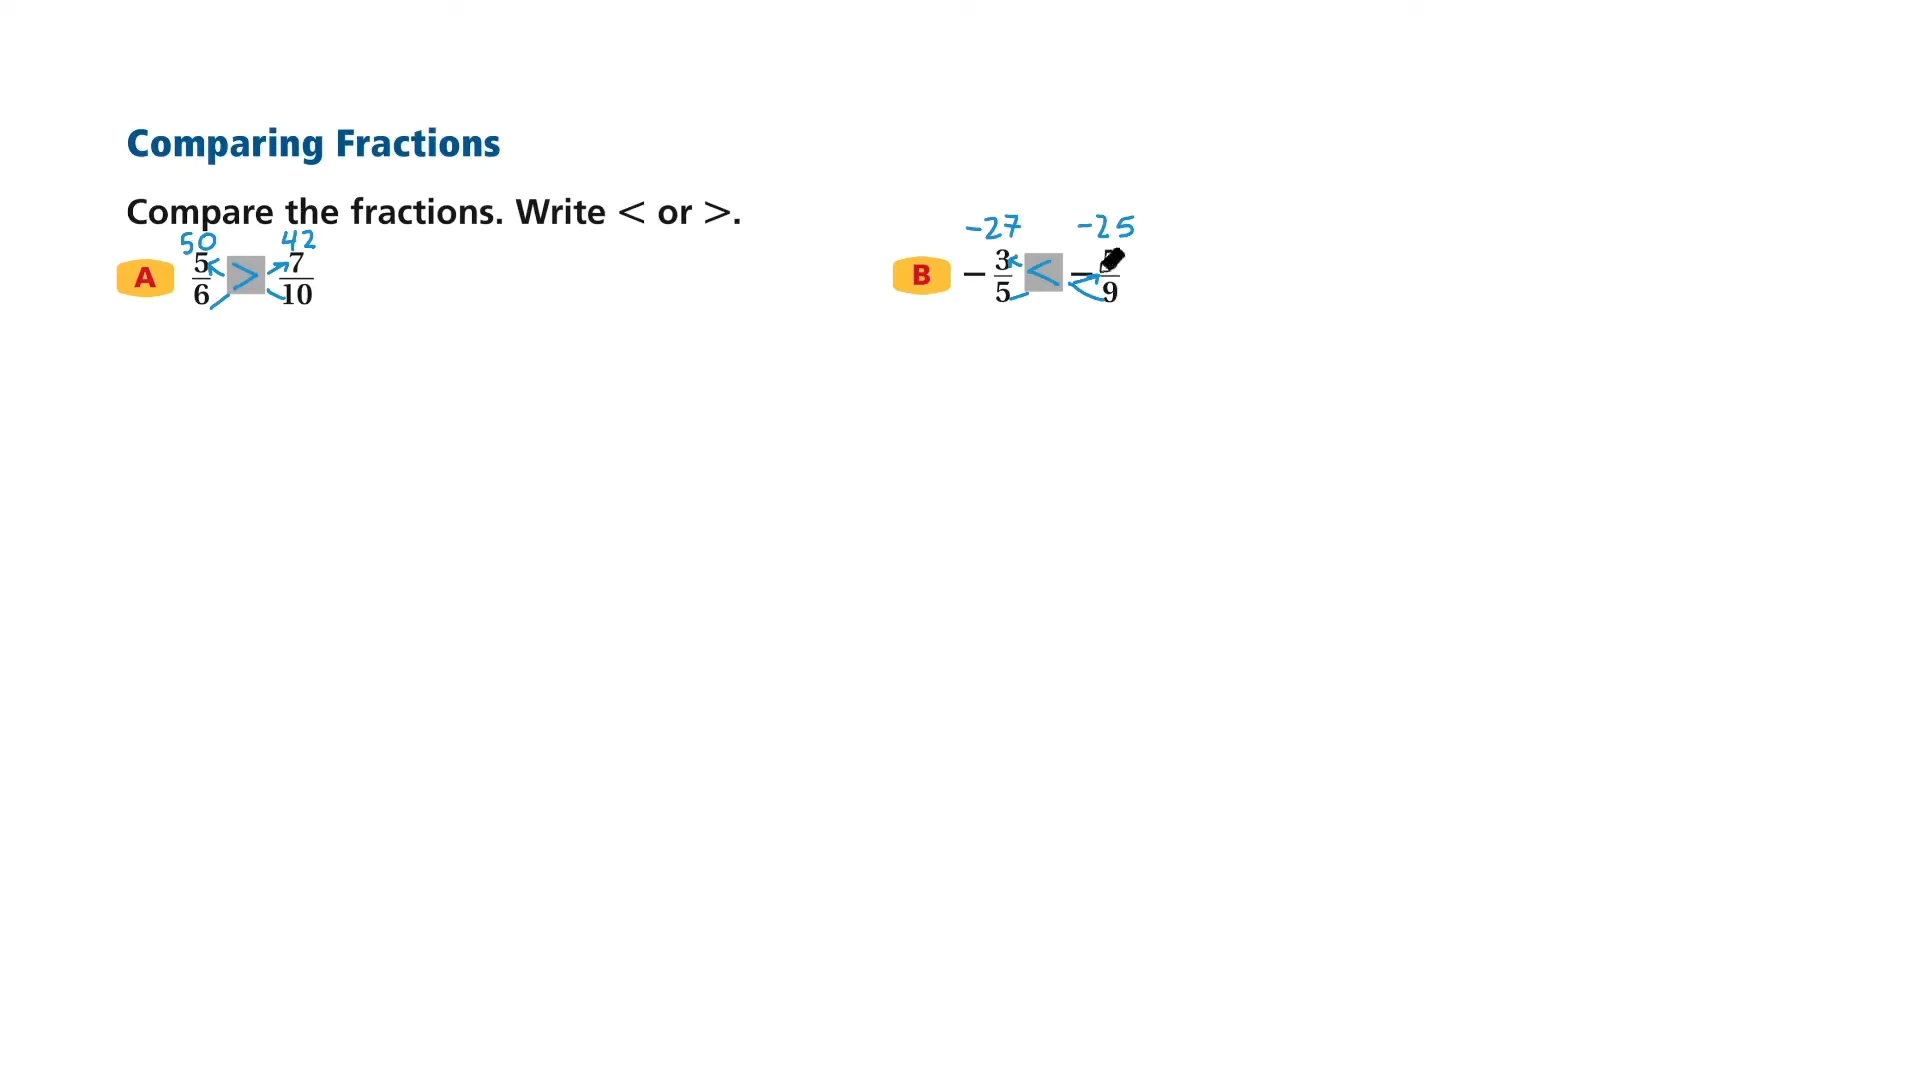 Comparing Fractions
Compare the fractions. Write < or >.
50 42
A 5/6 > 7/10
-27 -25
B −3/5 < − /9